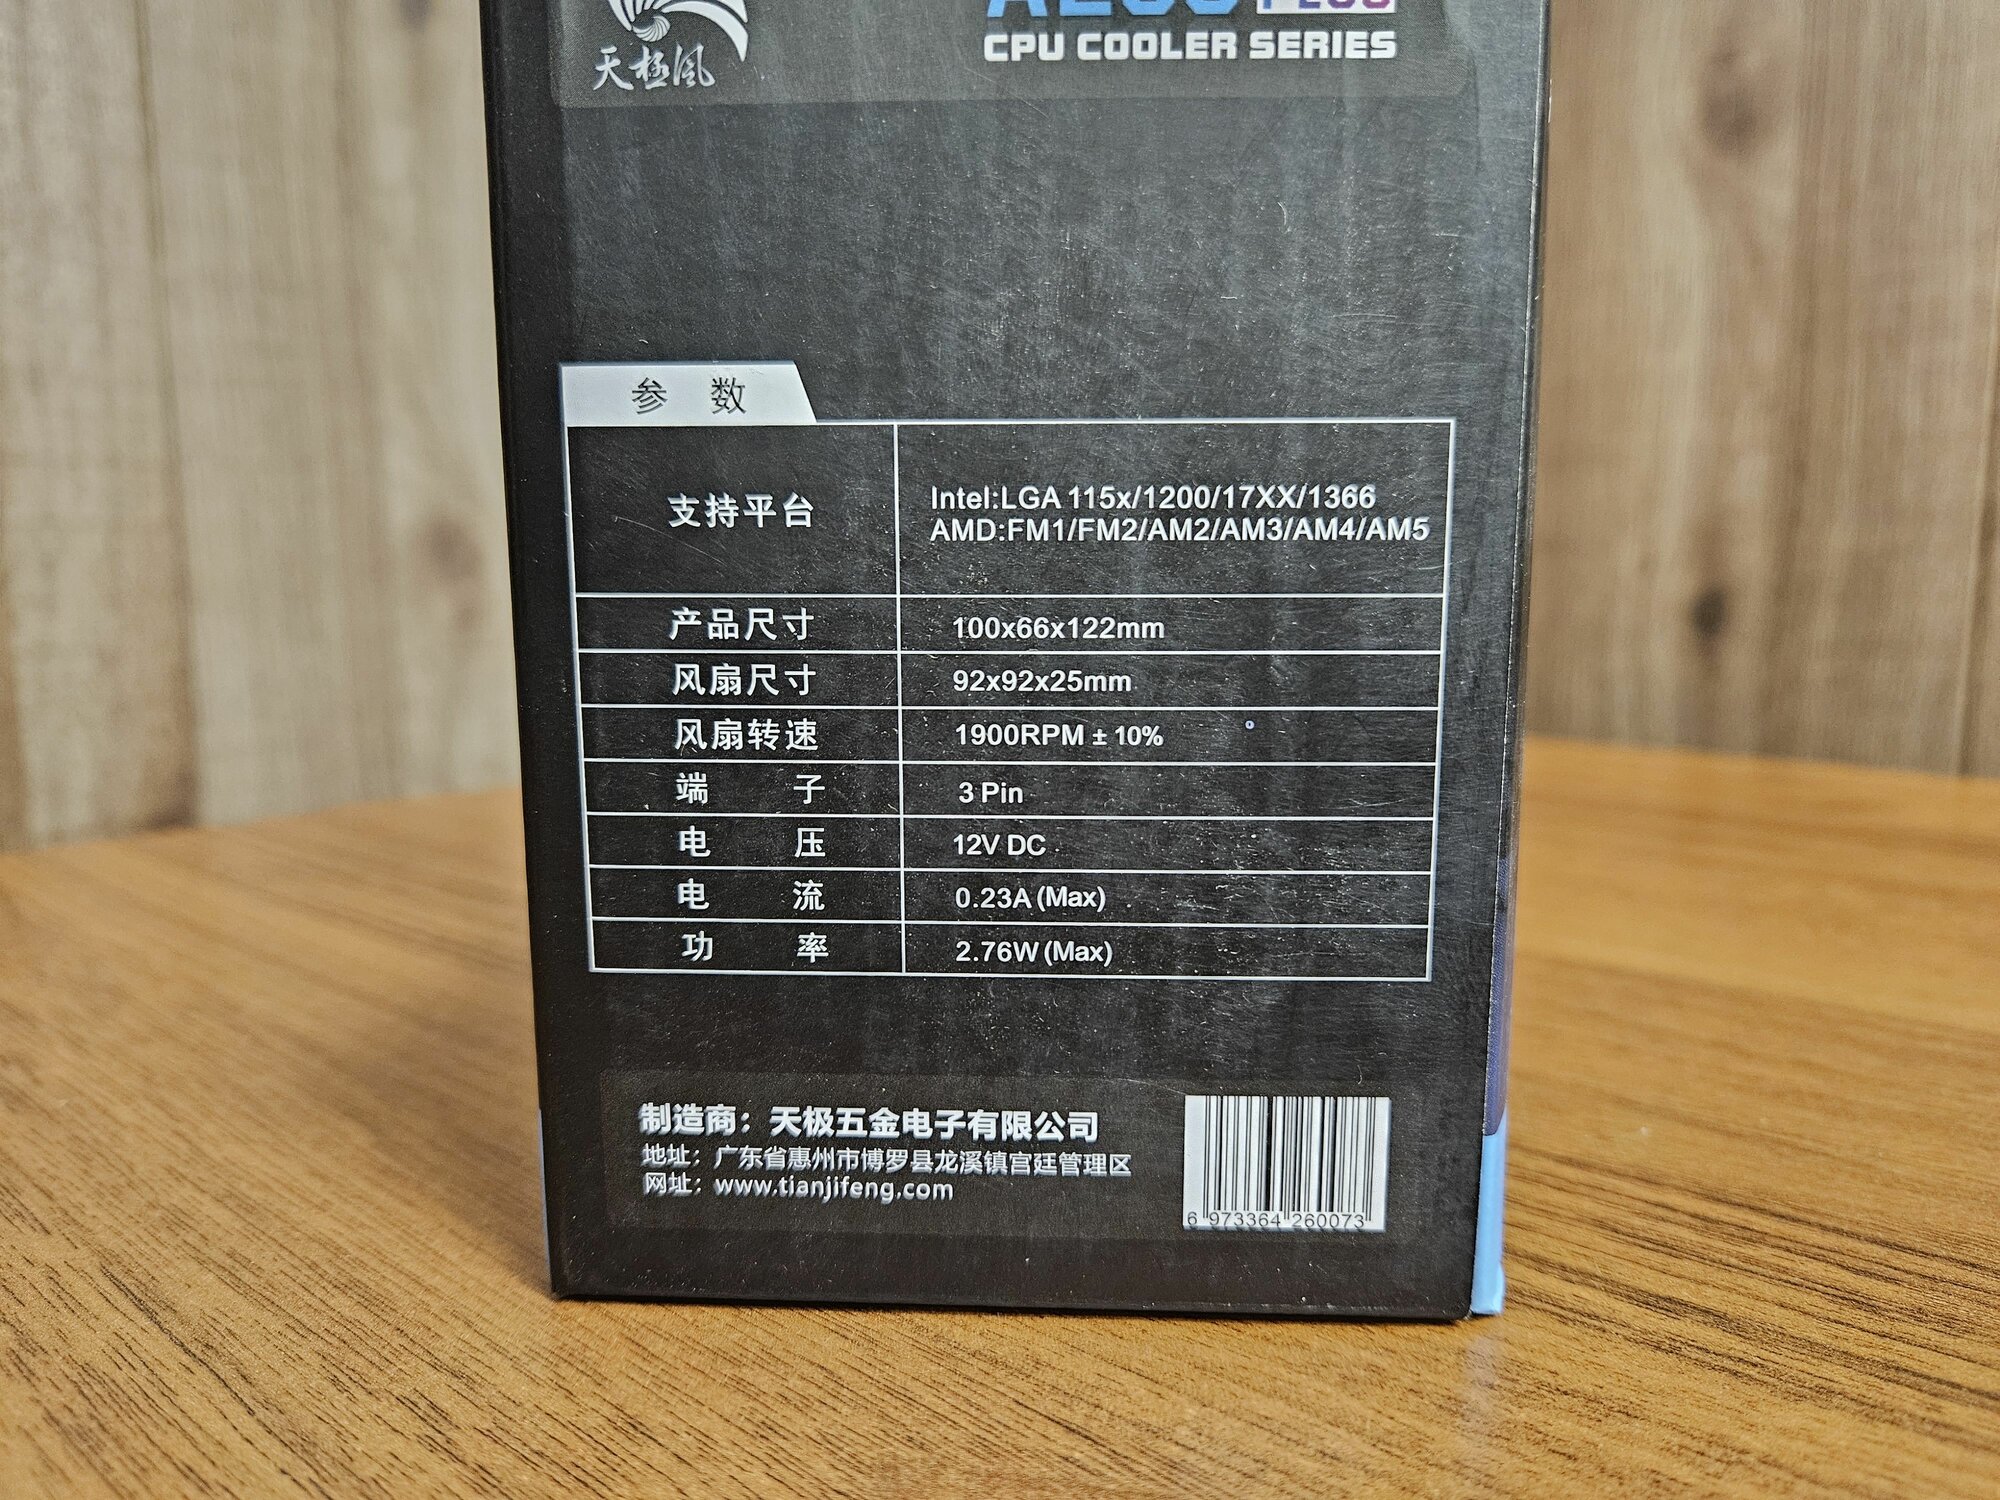 天極風
PLUS
CPU COOLER SERIES
参 数
支持平台
Intel:LGA 115x/1200/17XX/1366
AMD:FM1/FM2/AM2/AM3/AM4/AM5
产品尺寸 100x66x122mm
风扇尺寸 92x92x25mm
风扇转速 1900RPM ± 10%
端 子 3 Pin
电 压 12V DC
电 流 0.23A (Max)
功 率 2.76W (Max)
制造商：天极五金电子有限公司
地址：广东省惠州市博罗县龙溪镇宫廷管理区
网址：www.tianjifeng.com
6 973364 260073